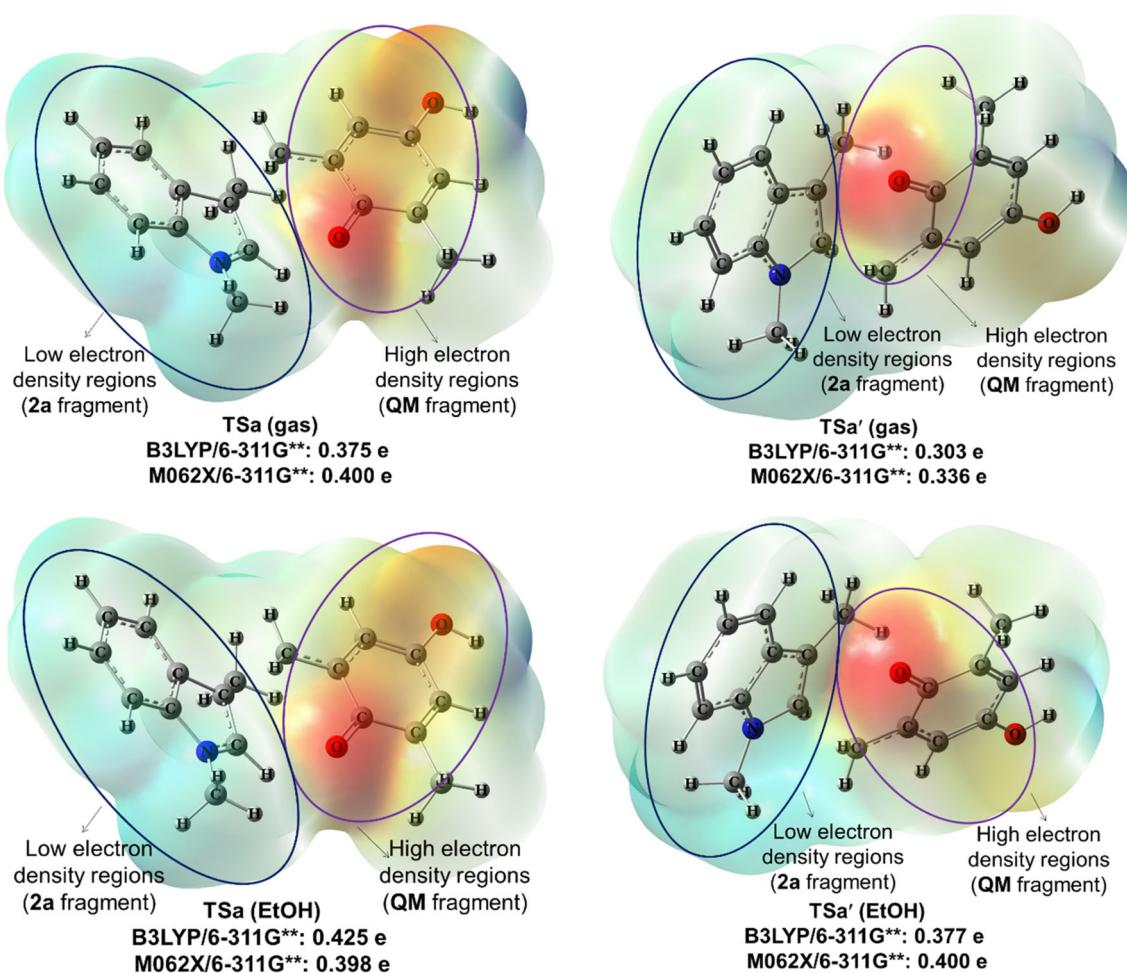 Low electron
density regions
(2a fragment)
High electron
density regions
(QM fragment)
TSa (gas)
B3LYP/6-311G**: 0.375 e
M062X/6-311G**: 0.400 e
Low electron
density regions
(2a fragment)
High electron
density regions
(QM fragment)
TSa′ (gas)
B3LYP/6-311G**: 0.303 e
M062X/6-311G**: 0.336 e
Low electron
density regions
(2a fragment)
High electron
density regions
(QM fragment)
TSa (EtOH)
B3LYP/6-311G**: 0.425 e
M062X/6-311G**: 0.398 e
Low electron
density regions
(2a fragment)
High electron
density regions
(QM fragment)
TSa′ (EtOH)
B3LYP/6-311G**: 0.377 e
M062X/6-311G**: 0.400 e